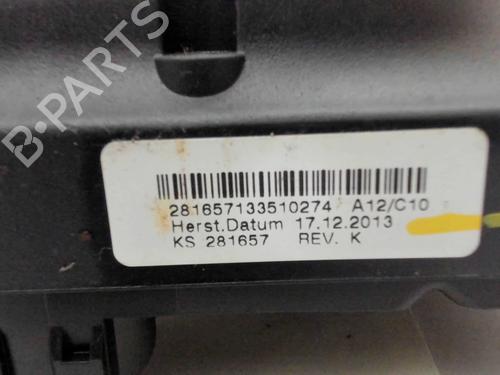 B-PARTS
281657133510274 A12/C10
Herst.Datum 17.12.2013
KS 281657 REV. K